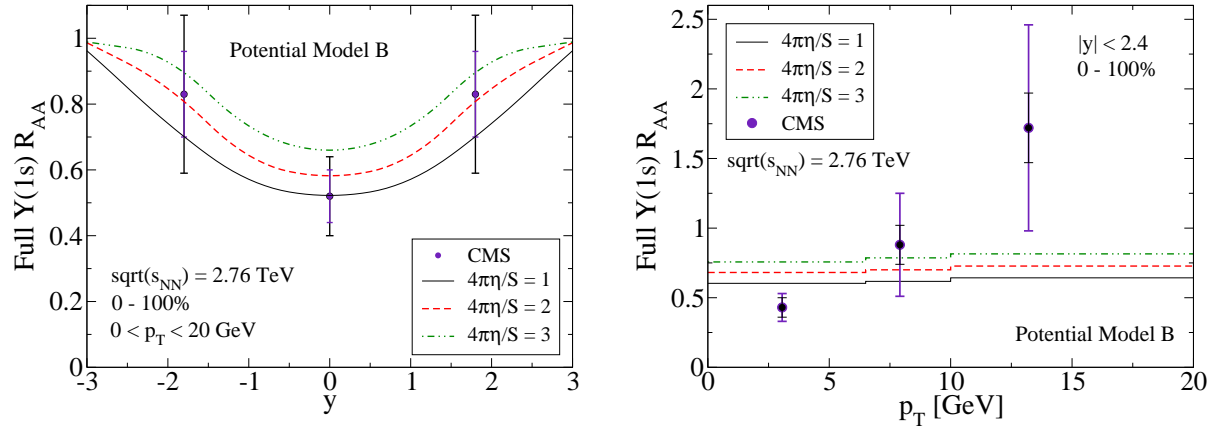 Full Υ(1s) R_AA
1
0.8
0.6
0.4
0.2
0
Potential Model B
sqrt(s_NN) = 2.76 TeV
0 - 100%
0 < p_T < 20 GeV
CMS
4πη/S = 1
4πη/S = 2
4πη/S = 3
-3 -2 -1 0 1 2 3
y
Full Υ(1s) R_AA
2.5
2
1.5
1
0.5
0
4πη/S = 1
4πη/S = 2
4πη/S = 3
CMS
|y| < 2.4
0 - 100%
sqrt(s_NN) = 2.76 TeV
Potential Model B
0 5 10 15 20
p_T [GeV]